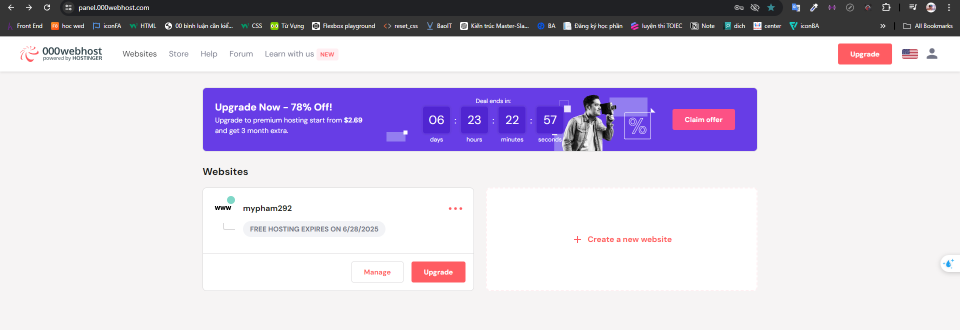 panel.000webhost.com
Front End
hoc wed
iconFA
HTML
00 bình luận cần kiế...
CSS
Từ Vựng
Flexbox playground
reset_css
BaoIT
Kiến trúc Master-Sla...
BA
Đăng ký học phần
luyện thi TOIEC
Note
dich
center
iconBA
All Bookmarks
000webhost
powered by HOSTINGER
Websites
Store
Help
Forum
Learn with us NEW
Upgrade
Upgrade Now - 78% Off!
Upgrade to premium hosting start from $2.69
and get 3 month extra.
Deal ends in:
06 : 23 : 22 : 57
days hours minutes seconds
%
Claim offer
Websites
www
mypham292
FREE HOSTING EXPIRES ON 6/28/2025
Manage
Upgrade
+ Create a new website